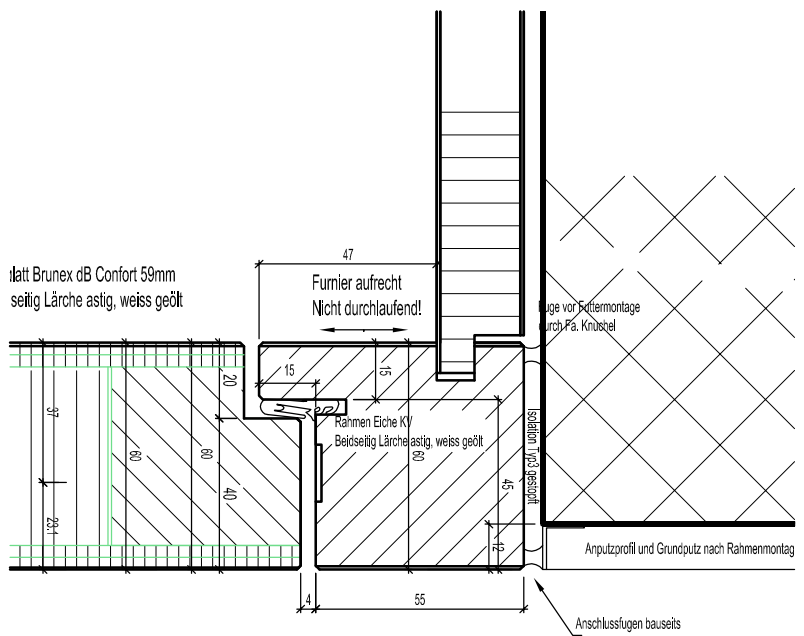 47
latt Brunex dB Confort 59mm
seitig Lärche astig, weiss geölt
Furnier aufrecht
Nicht durchlaufend!
uge vor Futtermontage
durch Fa. Knuchel
15
15
20
37
60
60
40
23.1
Rahmen Eiche KV
Beidseitig Lärche astig, weiss geölt
60
45
12
Isolation Typ3 gestopft
Anputzprofil und Grundputz nach Rahmenmontag
4
55
Anschlussfugen bauseits